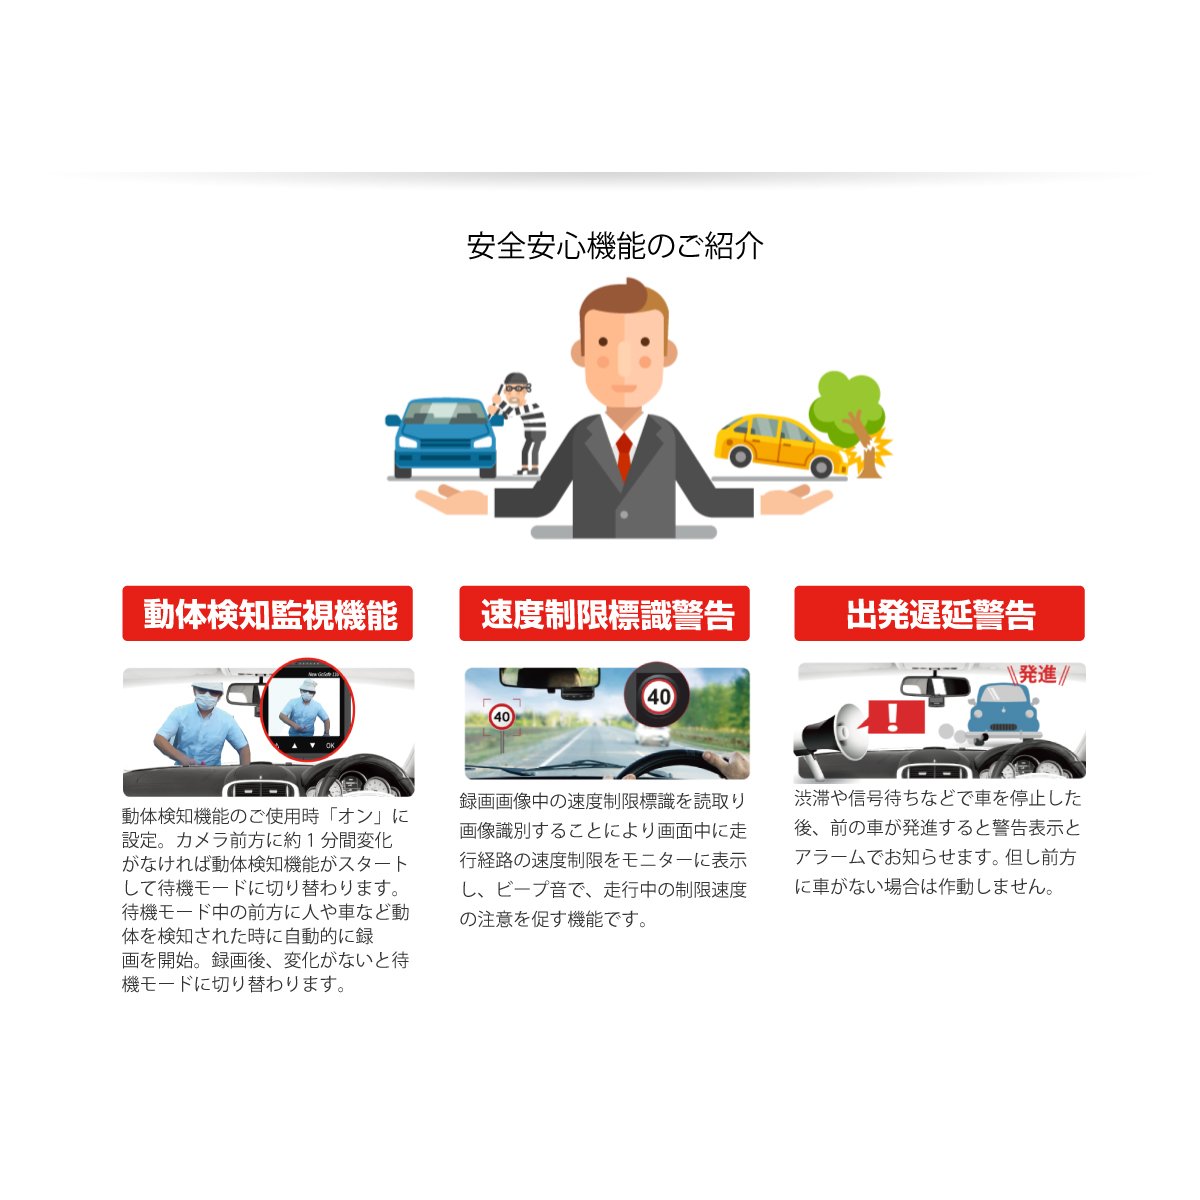 安全安心機能のご紹介
動体検知監視機能
動体検知機能のご使用時「オン」に
設定。カメラ前方に約1分間変化
がなければ動体検知機能がスタート
して待機モードに切り替わります。
待機モード中の前方に人や車など動
体を検知された時に自動的に録
画を開始。録画後、変化がないと待
機モードに切り替わります。
OK
速度制限標識警告
40
40
録画画像中の速度制限標識を読取り
画像識別することにより画面中に走
行経路の速度制限をモニターに表示
し、ビープ音で、走行中の制限速度
の注意を促す機能です。
出発遅延警告
発進
!
渋滞や信号待ちなどで車を停止した
後、前の車が発進すると警告表示と
アラームでお知らせます。但し前方
に車がない場合は作動しません。